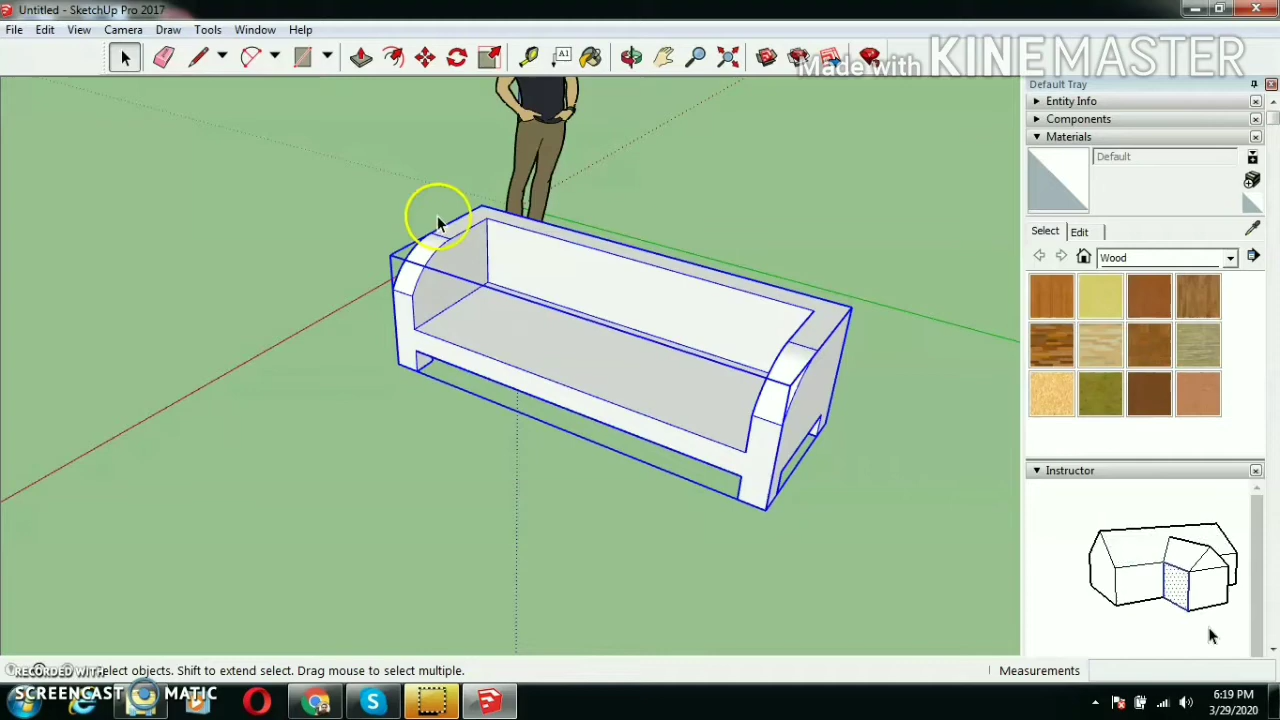 Untitled - SketchUp Pro 2017
File Edit View Camera Draw Tools Window Help
A1
Made with KINEMASTER
Default Tray
Entity Info
Components
Materials
Default
Select Edit
Wood
Instructor
elect objects. Shift to extend select. Drag mouse to select multiple.
Measurements
RECORDED WITH
SCREENCAST MATIC
6:19 PM
3/29/2020